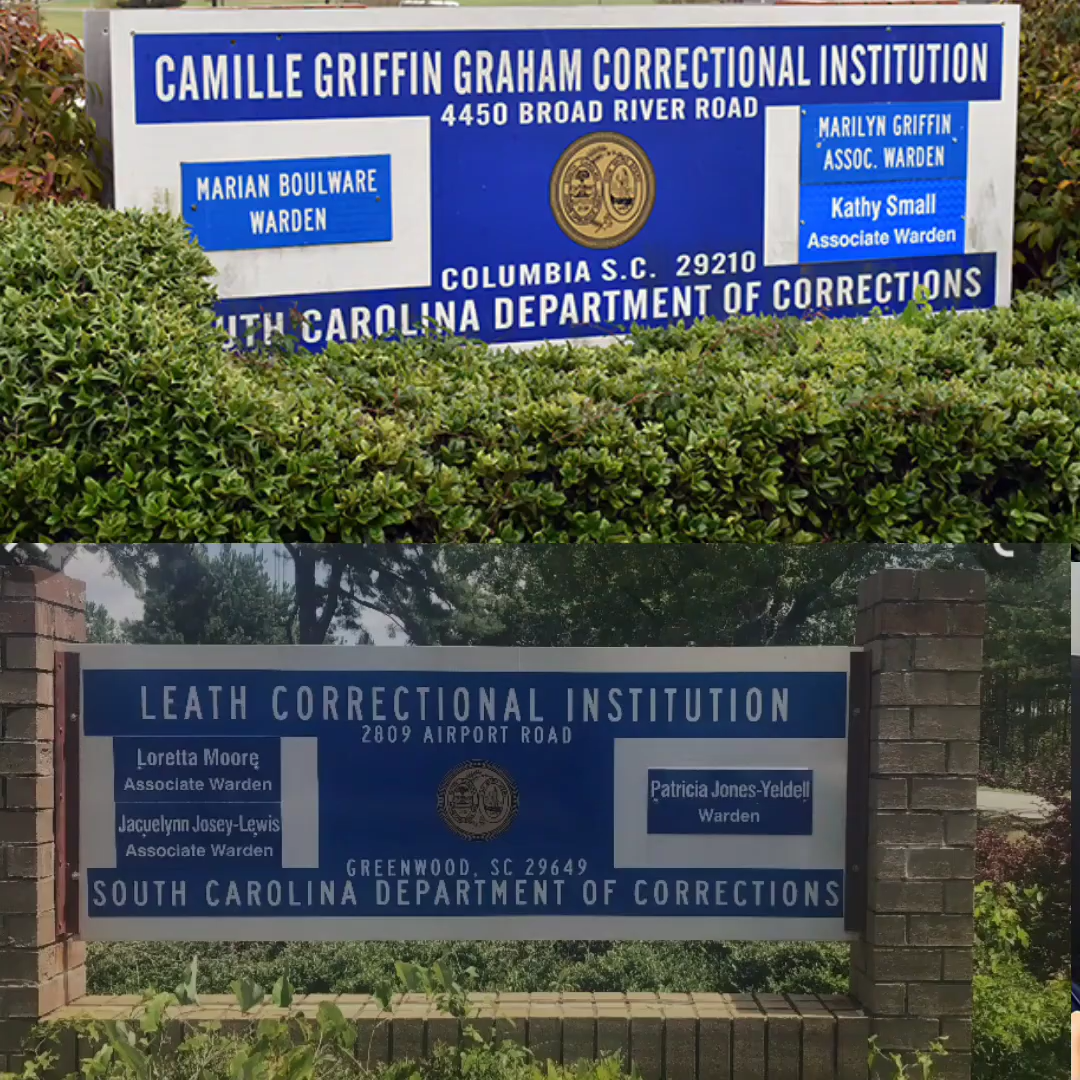 CAMILLE GRIFFIN GRAHAM CORRECTIONAL INSTITUTION
4450 BROAD RIVER ROAD
MARIAN BOULWARE
WARDEN
MARILYN GRIFFIN
ASSOC. WARDEN
Kathy Small
Associate Warden
COLUMBIA S.C. 29210
UTH CAROLINA DEPARTMENT OF CORRECTIONS
LEATH CORRECTIONAL INSTITUTION
2809 AIRPORT ROAD
Loretta Moore
Associate Warden
Jacuelynn Josey-Lewis
Associate Warden
Patricia Jones-Yeldell
Warden
GREENWOOD, SC 29649
SOUTH CAROLINA DEPARTMENT OF CORRECTIONS